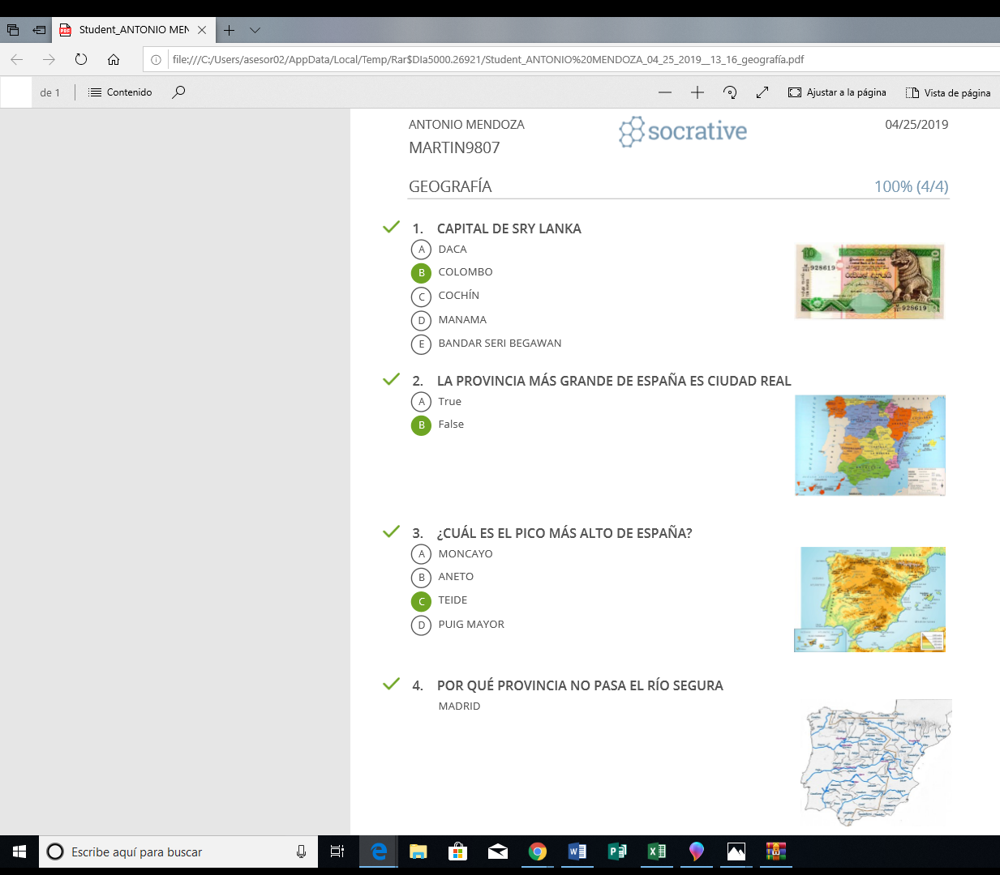 Student_ANTONIO MEN
file:///C:/Users/asesor02/AppData/Local/Temp/Rar$DIa5000.26921/Student_ANTONIO%20MENDOZA_04_25_2019__13_16_geografía.pdf
de 1
Contenido
Ajustar a la página
Vista de página
ANTONIO MENDOZA
socrative
04/25/2019
MARTIN9807
GEOGRAFÍA
100% (4/4)
1. CAPITAL DE SRY LANKA
A DACA
B COLOMBO
C COCHÍN
D MANAMA
E BANDAR SERI BEGAWAN
10
928619
10
928619
2. LA PROVINCIA MÁS GRANDE DE ESPAÑA ES CIUDAD REAL
A True
B False
3. ¿CUÁL ES EL PICO MÁS ALTO DE ESPAÑA?
A MONCAYO
B ANETO
C TEIDE
D PUIG MAYOR
4. POR QUÉ PROVINCIA NO PASA EL RÍO SEGURA
MADRID
Escribe aquí para buscar